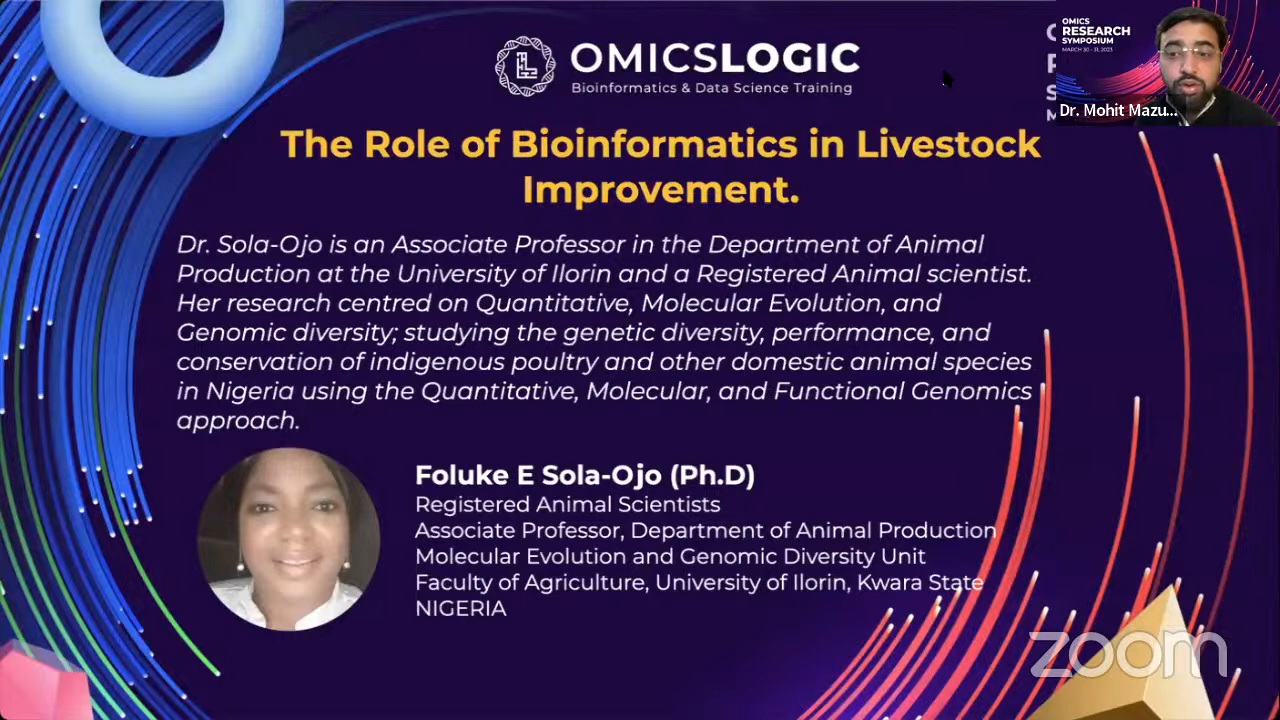 OMICSLOGIC
Bioinformatics & Data Science Training
OMICS
RESEARCH
SYMPOSIUM
MARCH 30 - 31, 2023
Dr. Mohit Mazu...
The Role of Bioinformatics in Livestock
Improvement.
Dr. Sola-Ojo is an Associate Professor in the Department of Animal
Production at the University of Ilorin and a Registered Animal scientist.
Her research centred on Quantitative, Molecular Evolution, and
Genomic diversity; studying the genetic diversity, performance, and
conservation of indigenous poultry and other domestic animal species
in Nigeria using the Quantitative, Molecular, and Functional Genomics
approach.
Foluke E Sola-Ojo (Ph.D)
Registered Animal Scientists
Associate Professor, Department of Animal Production
Molecular Evolution and Genomic Diversity Unit
Faculty of Agriculture, University of Ilorin, Kwara State
NIGERIA
zoom